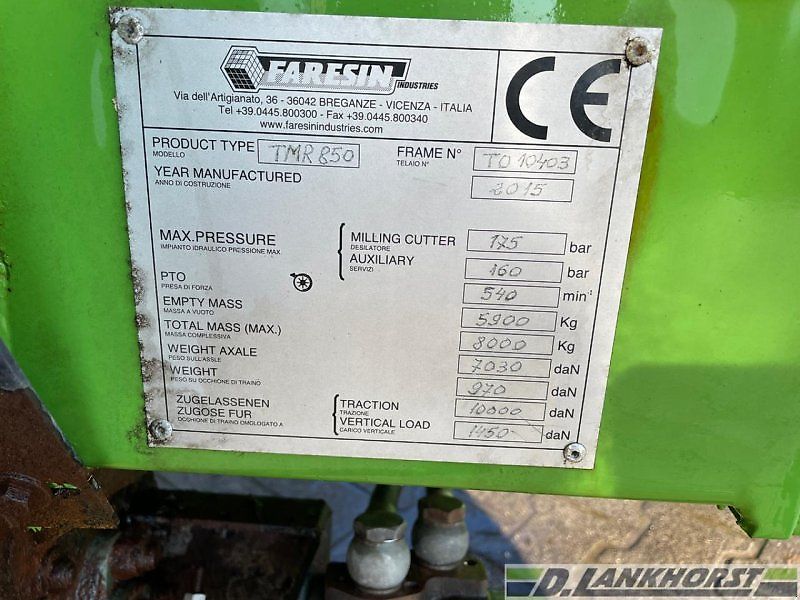 FARESIN INDUSTRIES
Via dell'Artigianato, 36 - 36042 BREGANZE - VICENZA - ITALIA
Tel +39.0445.800300 - Fax +39.0445.800340
www.faresinindustries.com
CE
PRODUCT TYPE TMR 850 FRAME N° TO 10403
MODELLO TELAIO N°
YEAR MANUFACTURED 2015
ANNO DI COSTRUZIONE
MAX.PRESSURE MILLING CUTTER 175 bar
IMPIANTO IDRAULICO PRESSIONE MAX. DESILATORE
AUXILIARY 160 bar
SERVIZI
PTO 540 min-1
PRESA DI FORZA
EMPTY MASS 5900 Kg
MASSA A VUOTO
TOTAL MASS (MAX.) 8000 Kg
MASSA COMPLESSIVA
WEIGHT AXALE 7030 daN
PESO SULL'ASSLE
WEIGHT 970 daN
PESO SU OCCHIONE DI TRAINO
ZUGELASSENEN TRACTION 10000 daN
ZUGOSE FUR TRAZIONE
OCCHIONE DI TRAINO OMOLOGATO A VERTICAL LOAD 1450 daN
CARICO VERTICALE
D. LANKHORST